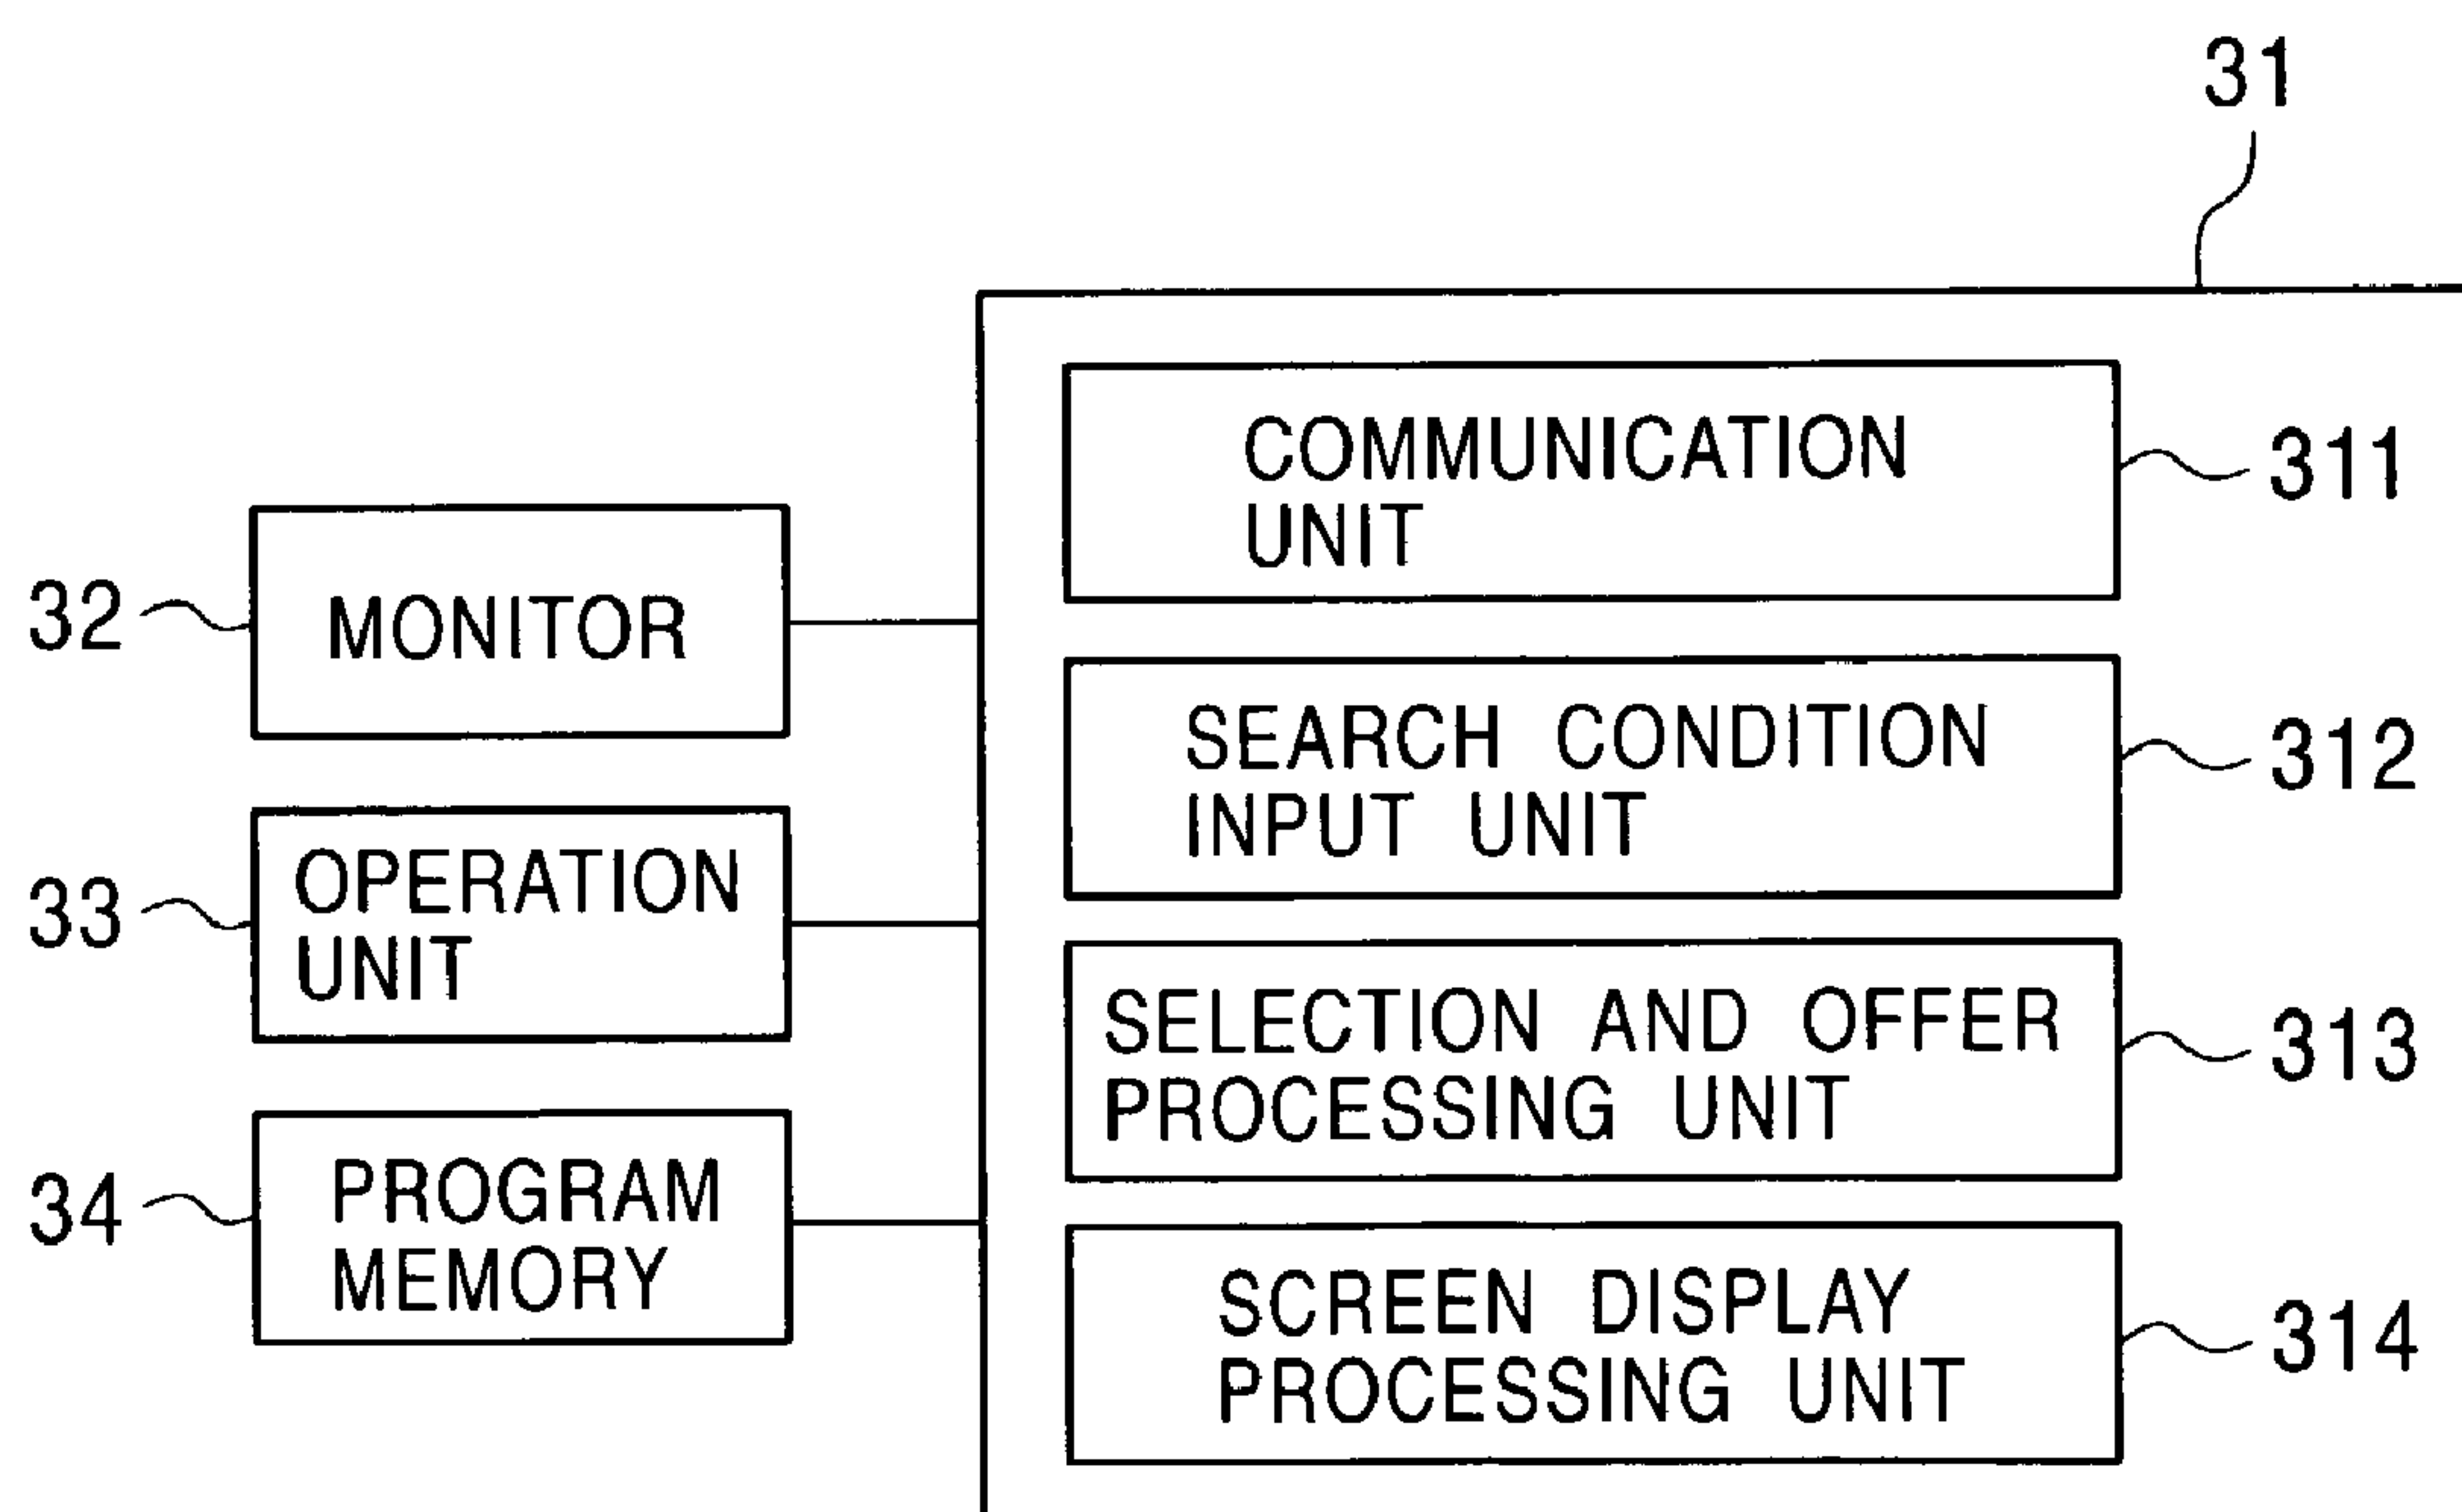 31
COMMUNICATION
UNIT
311
32
MONITOR
SEARCH CONDITION
INPUT UNIT
312
33
OPERATION
UNIT
SELECTION AND OFFER
PROCESSING UNIT
313
34
PROGRAM
MEMORY
SCREEN DISPLAY
PROCESSING UNIT
314